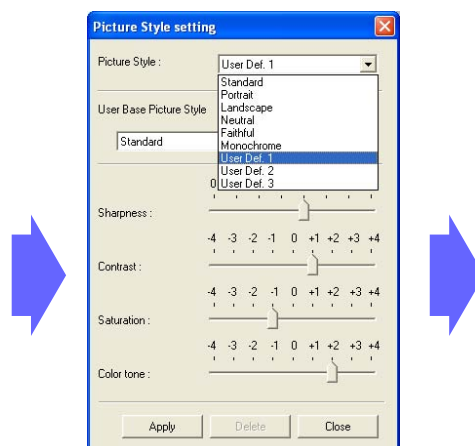 Picture Style setting
Picture Style :
User Def. 1
Standard
Portrait
Landscape
Neutral
Faithful
Monochrome
User Def. 1
User Def. 2
User Def. 3
User Base Picture Style
Standard
0
Sharpness :
-4 -3 -2 -1 0 +1 +2 +3 +4
Contrast :
-4 -3 -2 -1 0 +1 +2 +3 +4
Saturation :
-4 -3 -2 -1 0 +1 +2 +3 +4
Color tone :
Apply Delete Close